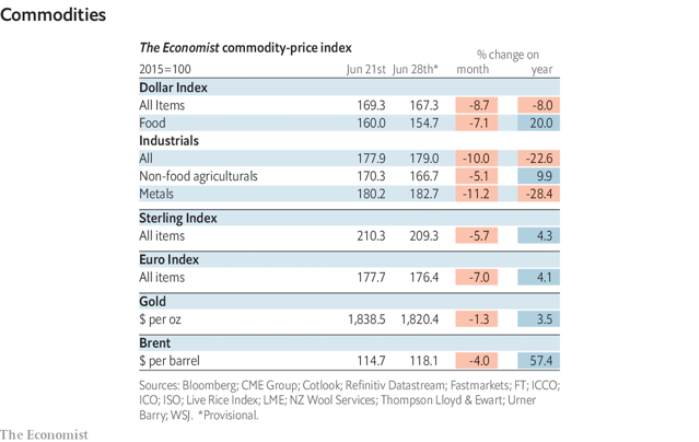 Commodities
The Economist commodity-price index
% change on
2015=100 Jun 21st Jun 28th* month year
Dollar Index
All Items 169.3 167.3 -8.7 -8.0
Food 160.0 154.7 -7.1 20.0
Industrials
All 177.9 179.0 -10.0 -22.6
Non-food agriculturals 170.3 166.7 -5.1 9.9
Metals 180.2 182.7 -11.2 -28.4
Sterling Index
All items 210.3 209.3 -5.7 4.3
Euro Index
All items 177.7 176.4 -7.0 4.1
Gold
$ per oz 1,838.5 1,820.4 -1.3 3.5
Brent
$ per barrel 114.7 118.1 -4.0 57.4
Sources: Bloomberg; CME Group; Cotlook; Refinitiv Datastream; Fastmarkets; FT; ICCO;
ICO; ISO; Live Rice Index; LME; NZ Wool Services; Thompson Lloyd & Ewart; Urner
Barry; WSJ. *Provisional.
The Economist